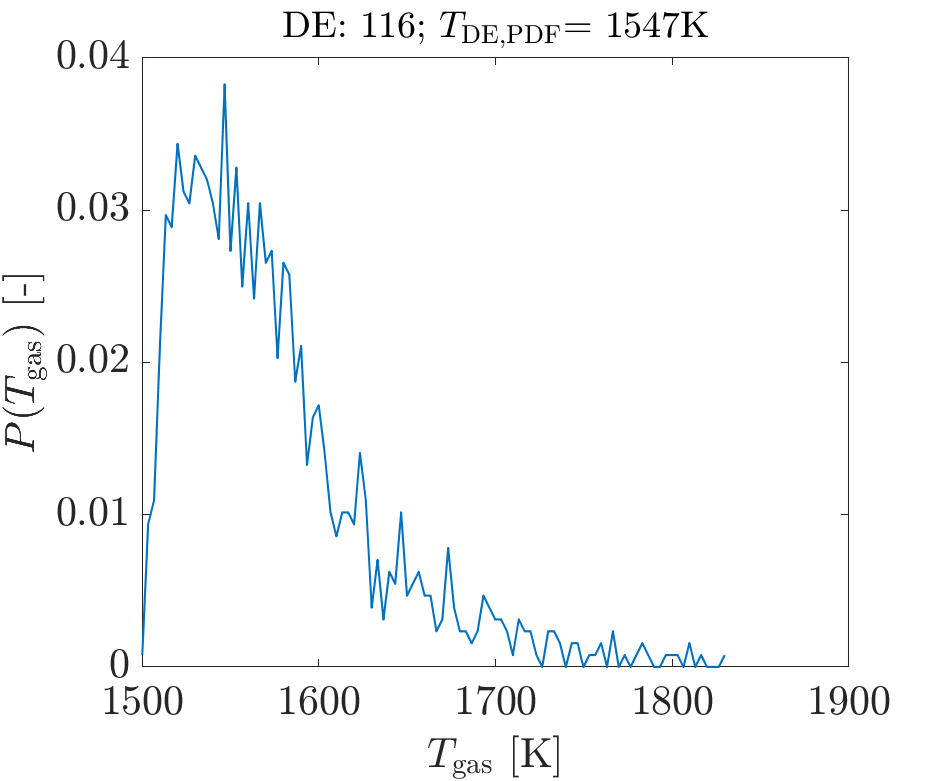 DE: 116; T_DE,PDF= 1547K
0.04
0.03
0.02
0.01
0
P(T_gas) [-]
1500 1600 1700 1800 1900
T_gas [K]